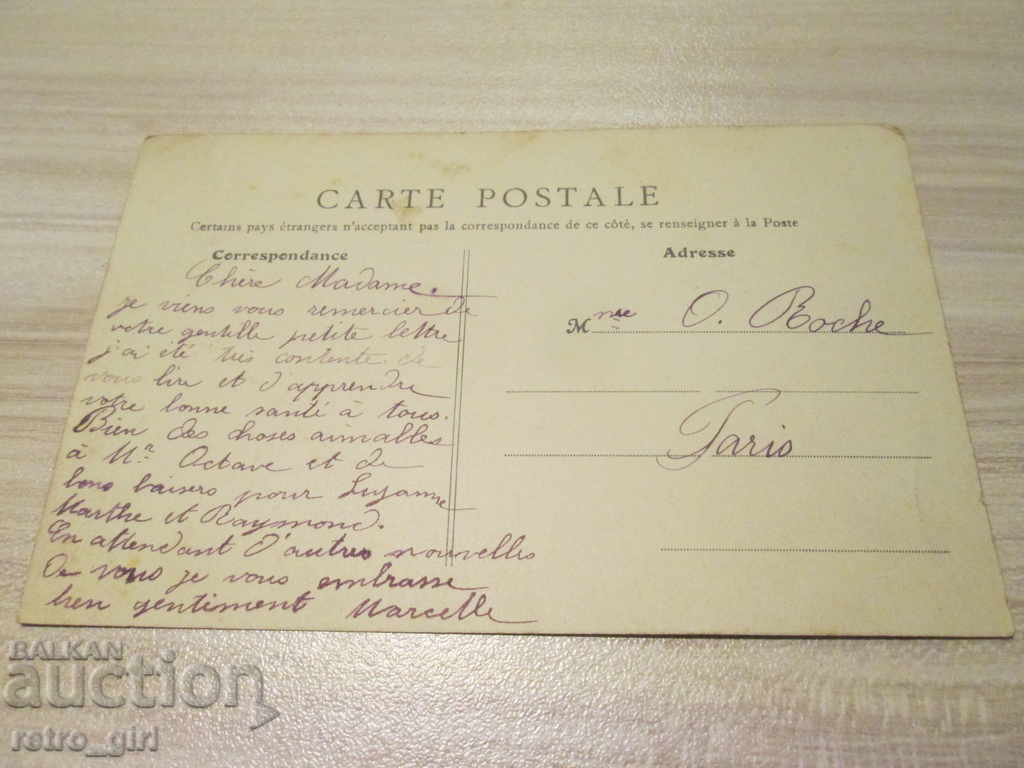 CARTE POSTALE
Certains pays étrangers n'acceptant pas la correspondance de ce côté, se renseigner à la Poste
Correspondance
Chère Madame.
je viens vous remercier de
votre gentille petite lettre
j'ai été très contente de
vous lire et d'apprendre
votre bonne santé à tous.
Bien des choses aimables
à Mr Octave et de
bons baisers pour Suzanne
Marthe et Raymond.
En attendant d'autres nouvelles
de vous je vous embrasse
bien gentiment Marcelle
Adresse
Mme O. Roche
Paris
BALKAN
auction
retro_girl